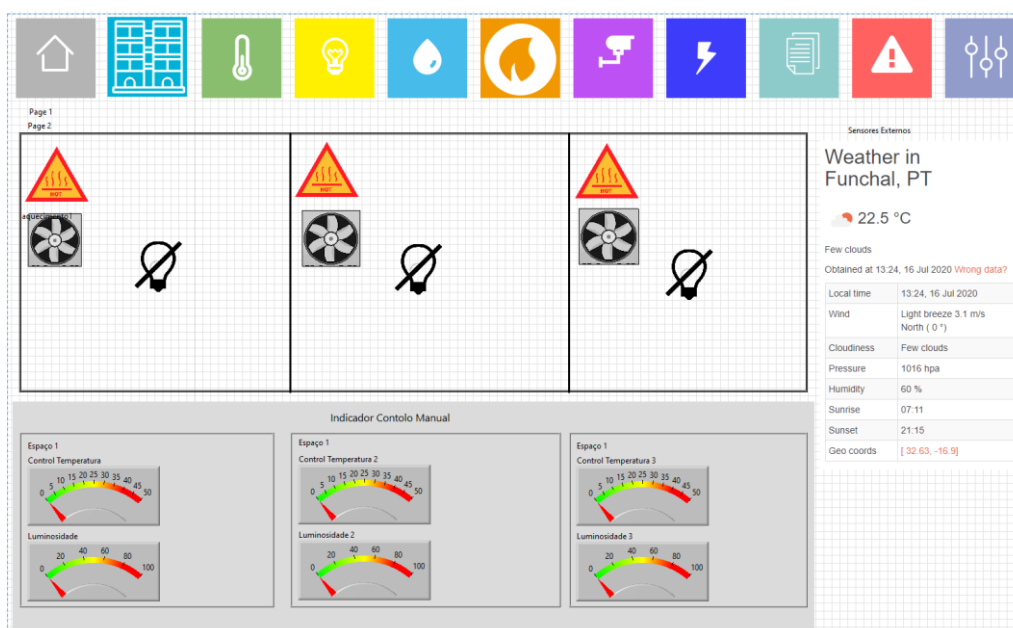 Page 1
Page 2
Sensores Externos
Weather in
Funchal, PT
22.5 °C
Few clouds
Obtained at 13:24, 16 Jul 2020 Wrong data?
Local time 13:24, 16 Jul 2020
Wind Light breeze 3.1 m/s
North ( 0 °)
Cloudiness Few clouds
Pressure 1016 hpa
Humidity 60 %
Sunrise 07:11
Sunset 21:15
Geo coords [ 32.63, -16.9]
HOT
HOT
HOT
aquecimento1
Indicador Contolo Manual
Espaço 1
Control Temperatura
0 5 10 15 20 25 30 35 40 45 50
Luminosidade
0 20 40 60 80 100
Espaço 1
Control Temperatura 2
0 5 10 15 20 25 30 35 40 45 50
Luminosidade 2
0 20 40 60 80 100
Espaço 1
Control Temperatura 3
0 5 10 15 20 25 30 35 40 45 50
Luminosidade 3
0 20 40 60 80 100